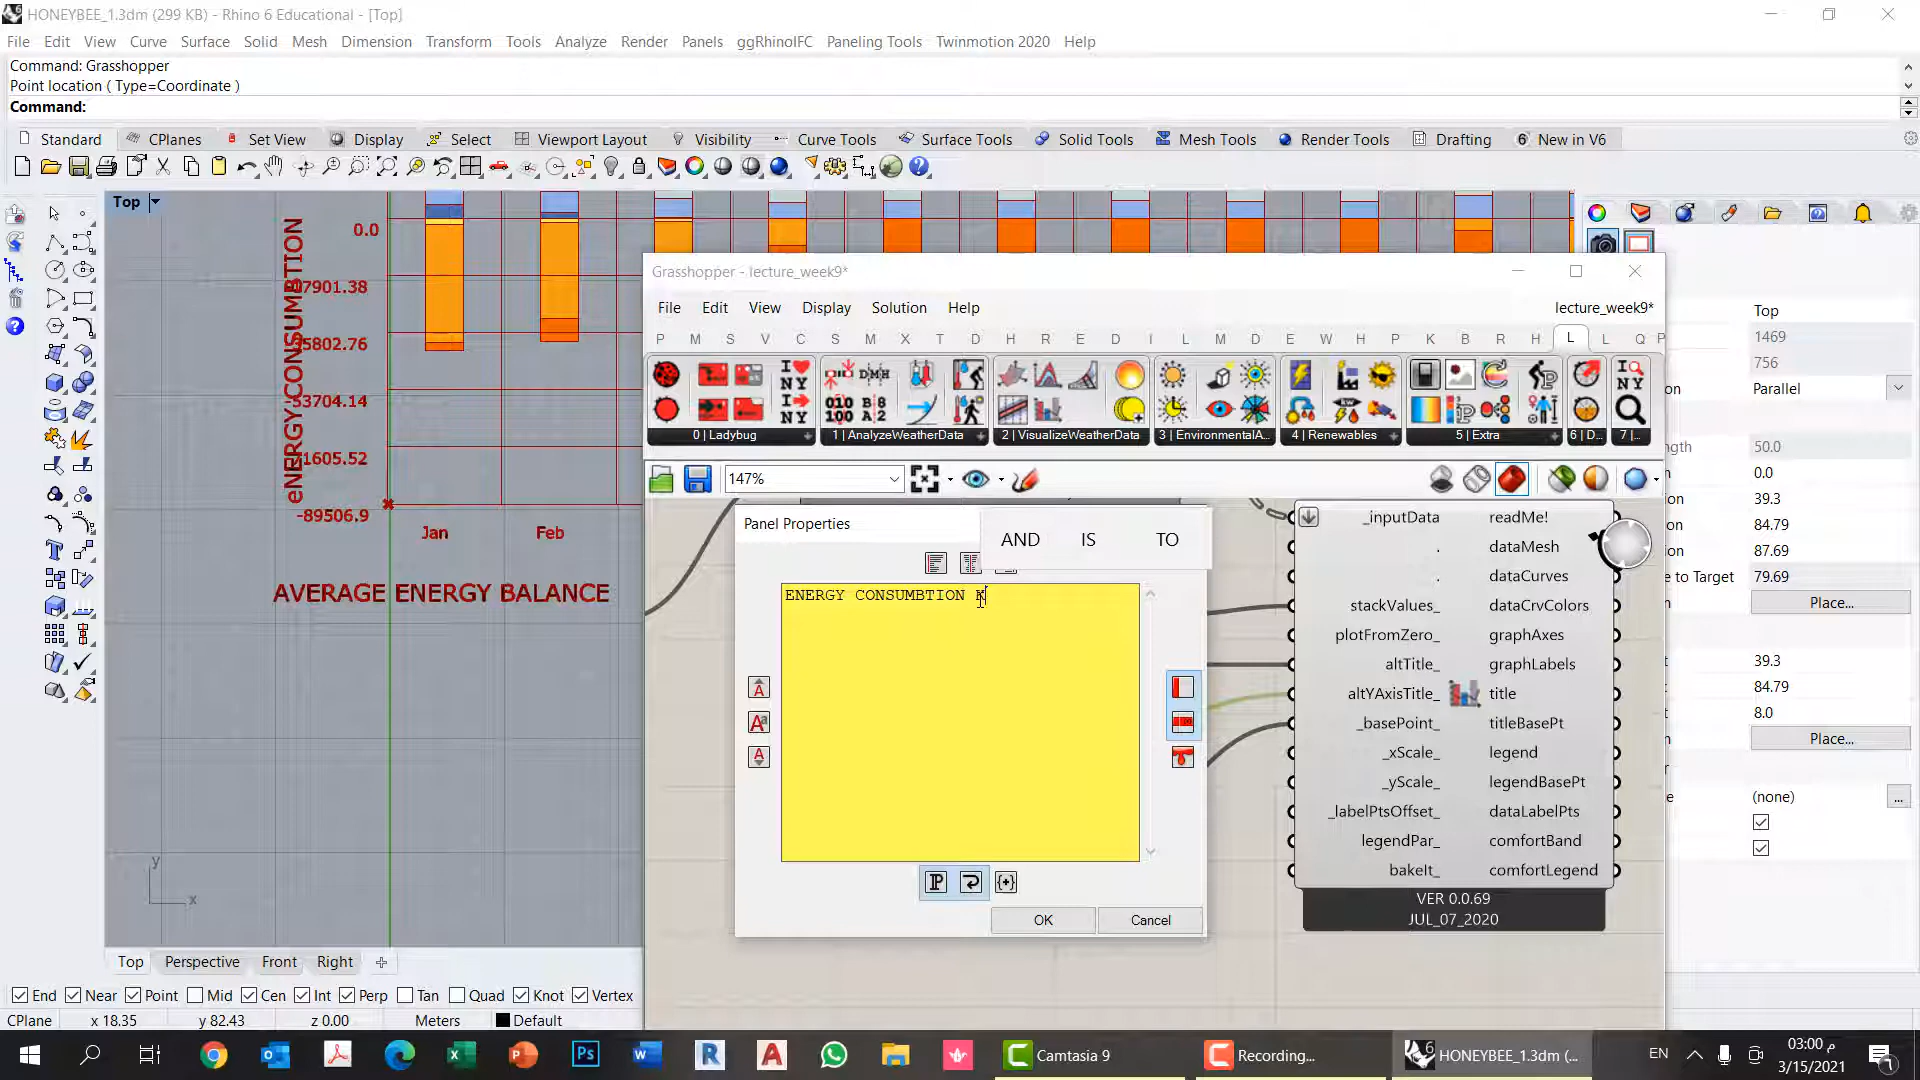 HONEYBEE_1.3dm (299 KB) - Rhino 6 Educational - [Top]
File Edit View Curve Surface Solid Mesh Dimension Transform Tools Analyze Render Panels ggRhinoIFC Paneling Tools Twinmotion 2020 Help
Command: Grasshopper
Point location ( Type=Coordinate )
Command:
Standard CPlanes Set View Display Select Viewport Layout Visibility Curve Tools Surface Tools Solid Tools Mesh Tools Render Tools Drafting New in V6
Top
0.0
-35802.76
-53704.14
-71605.52
-89506.9
eNERGY CONSUMBTION
Jan Feb
AVERAGE ENERGY BALANCE
y
x
Grasshopper - lecture_week9*
File Edit View Display Solution Help lecture_week9*
P M S V C S M X T D H R E D I L M D E W H P K B R H L L Q P
0 | Ladybug 1 | AnalyzeWeatherData 2 | VisualizeWeatherData 3 | EnvironmentalA... 4 | Renewables 5 | Extra 6 | D... 7 |...
147%
Panel Properties
AND IS TO
ENERGY CONSUMBTION K
OK Cancel
_inputData readMe!
. dataMesh
. dataCurves
stackValues_ dataCrvColors
plotFromZero_ graphAxes
altTitle_ graphLabels
altYAxisTitle_ title
_basePoint_ titleBasePt
_xScale_ legend
_yScale_ legendBasePt
_labelPtsOffset_ dataLabelPts
legendPar_ comfortBand
bakeIt_ comfortLegend
VER 0.0.69
JUL_07_2020
Top
1469
756
Parallel
50.0
0.0
39.3
84.79
87.69
e to Target 79.69
Place...
39.3
84.79
8.0
Place...
(none) ...
Top Perspective Front Right
End Near Point Mid Cen Int Perp Tan Quad Knot Vertex
CPlane x 18.35 y 82.43 z 0.00 Meters Default
Camtasia 9 Recording... HONEYBEE_1.3dm (... EN 03:00 م
3/15/2021